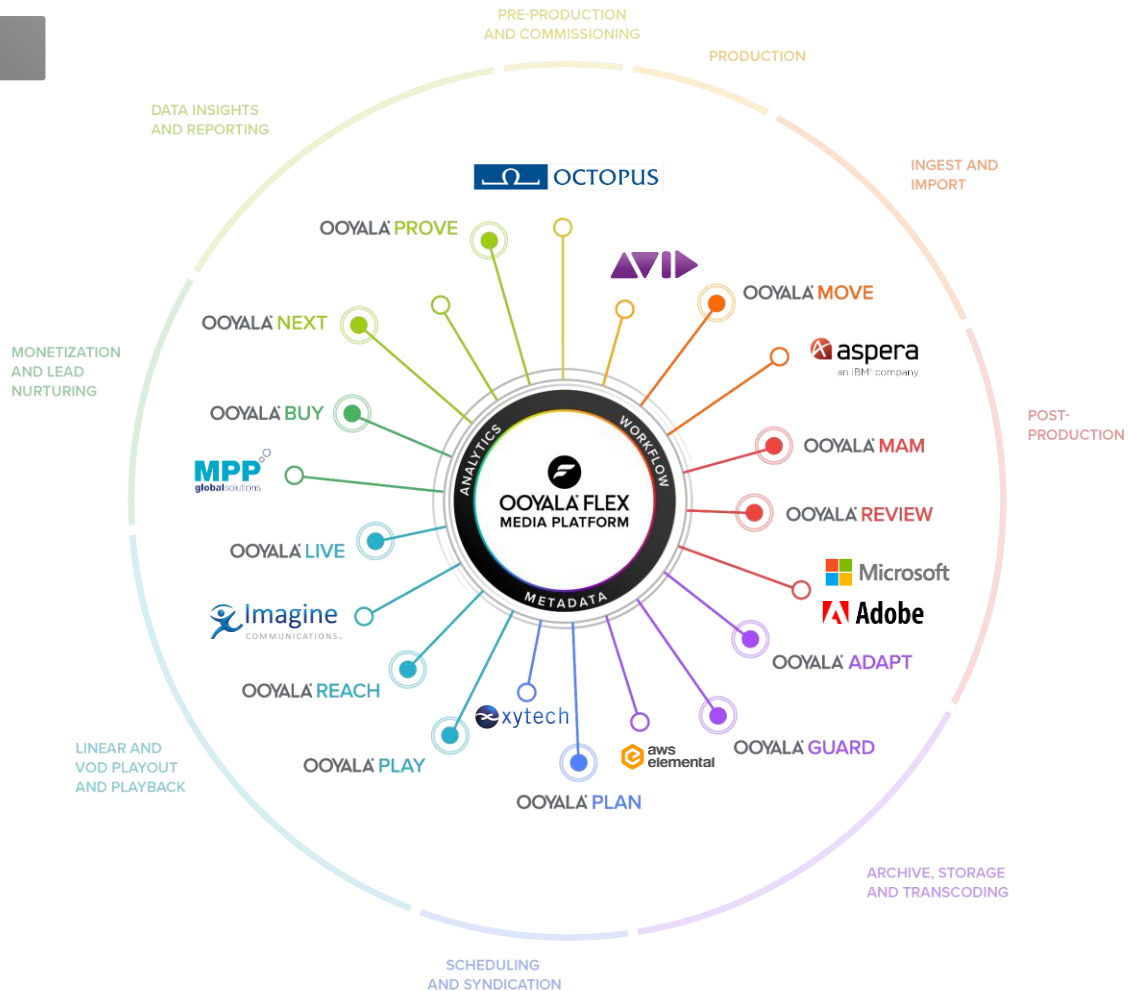 PRE-PRODUCTION
AND COMMISSIONING
PRODUCTION
DATA INSIGHTS
AND REPORTING
INGEST AND
IMPORT
OCTOPUS
OOYALA PROVE
AVID
OOYALA MOVE
OOYALA NEXT
aspera
an IBM® company
MONETIZATION
AND LEAD
NURTURING
OOYALA BUY
POST-
PRODUCTION
OOYALA MAM
ANALYTICS
WORKFLOW
METADATA
OOYALA FLEX
MEDIA PLATFORM
MPP
globalsolutions
OOYALA REVIEW
OOYALA LIVE
Microsoft
Adobe
Imagine
COMMUNICATIONS
OOYALA ADAPT
OOYALA REACH
xytech
OOYALA GUARD
aws
elemental
OOYALA PLAY
OOYALA PLAN
LINEAR AND
VOD PLAYOUT
AND PLAYBACK
ARCHIVE, STORAGE
AND TRANSCODING
SCHEDULING
AND SYNDICATION